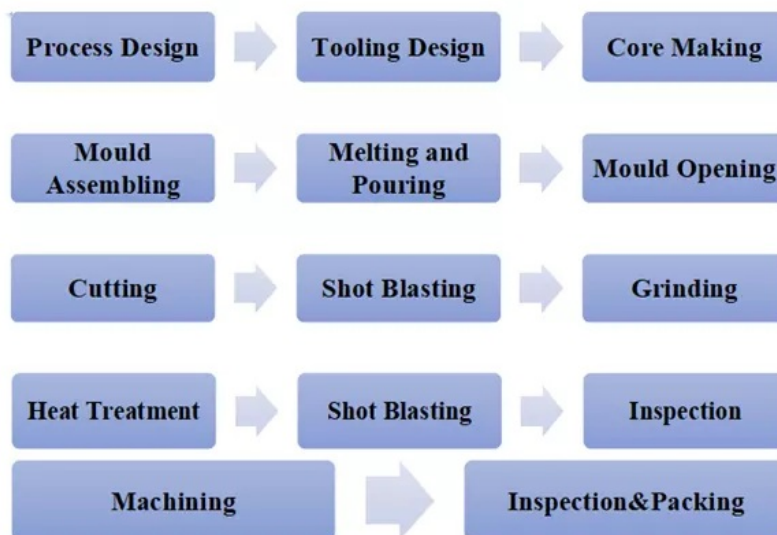 Process Design
Tooling Design
Core Making
Mould
Assembling
Melting and
Pouring
Mould Opening
Cutting
Shot Blasting
Grinding
Heat Treatment
Shot Blasting
Inspection
Machining
Inspection&Packing